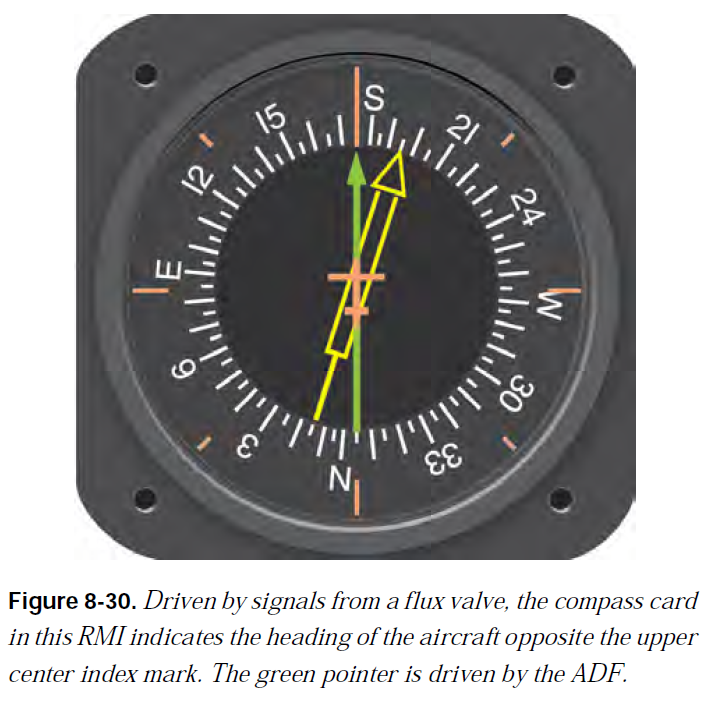 S
21
24
W
30
33
N
3
6
E
12
15
Figure 8-30. Driven by signals from a flux valve, the compass card
in this RMI indicates the heading of the aircraft opposite the upper
center index mark. The green pointer is driven by the ADF.